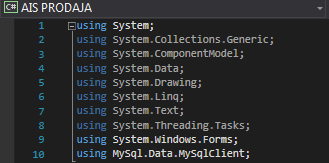 C# AIS PRODAJA
1 using System;
2 using System.Collections.Generic;
3 using System.ComponentModel;
4 using System.Data;
5 using System.Drawing;
6 using System.Linq;
7 using System.Text;
8 using System.Threading.Tasks;
9 using System.Windows.Forms;
10 using MySql.Data.MySqlClient;